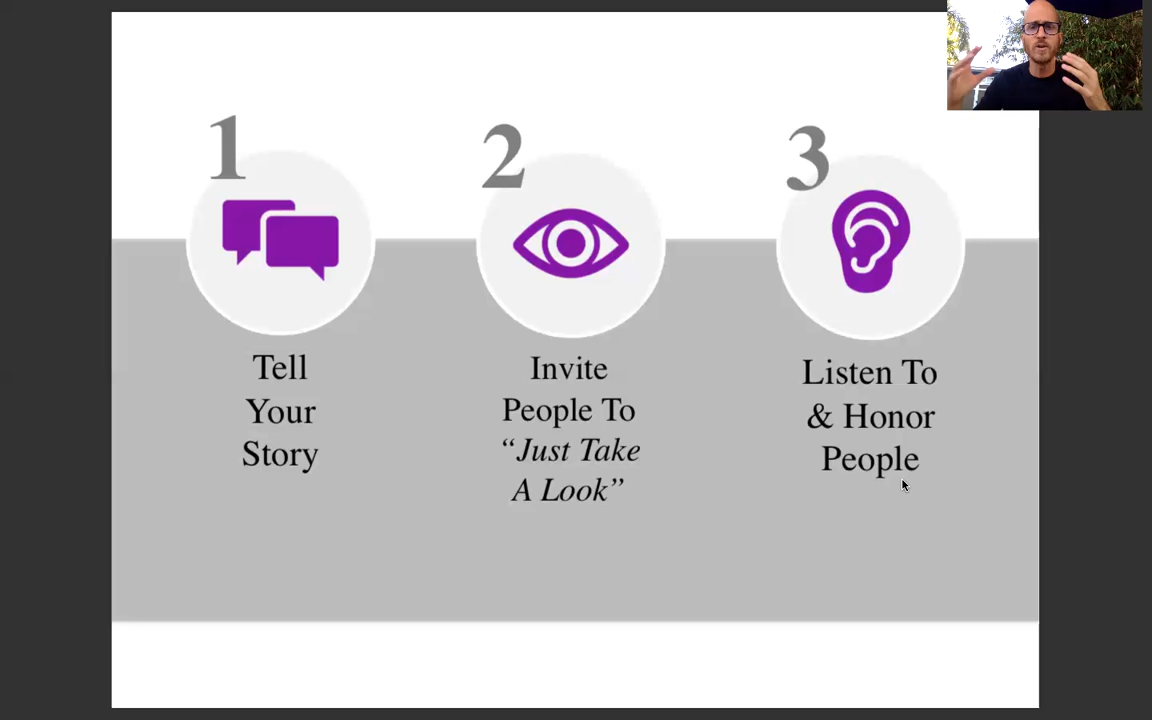 1
Tell
Your
Story
2
Invite
People To
“Just Take
A Look”
3
Listen To
& Honor
People